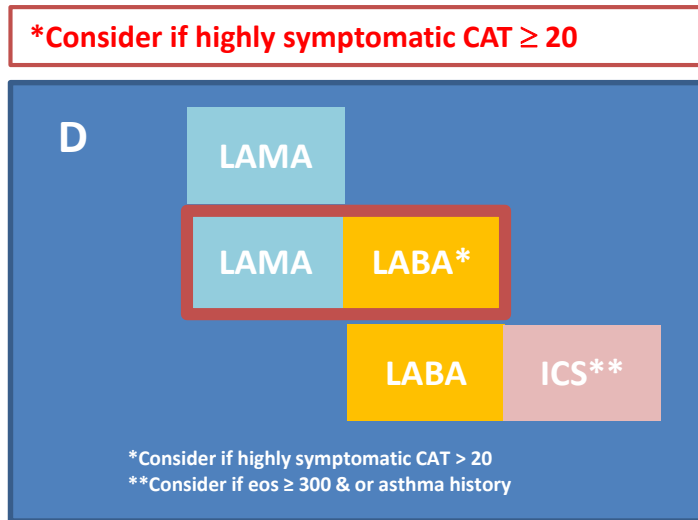 *Consider if highly symptomatic CAT ≥ 20
D
LAMA
LAMA LABA*
LABA ICS**
*Consider if highly symptomatic CAT > 20
**Consider if eos ≥ 300 & or asthma history